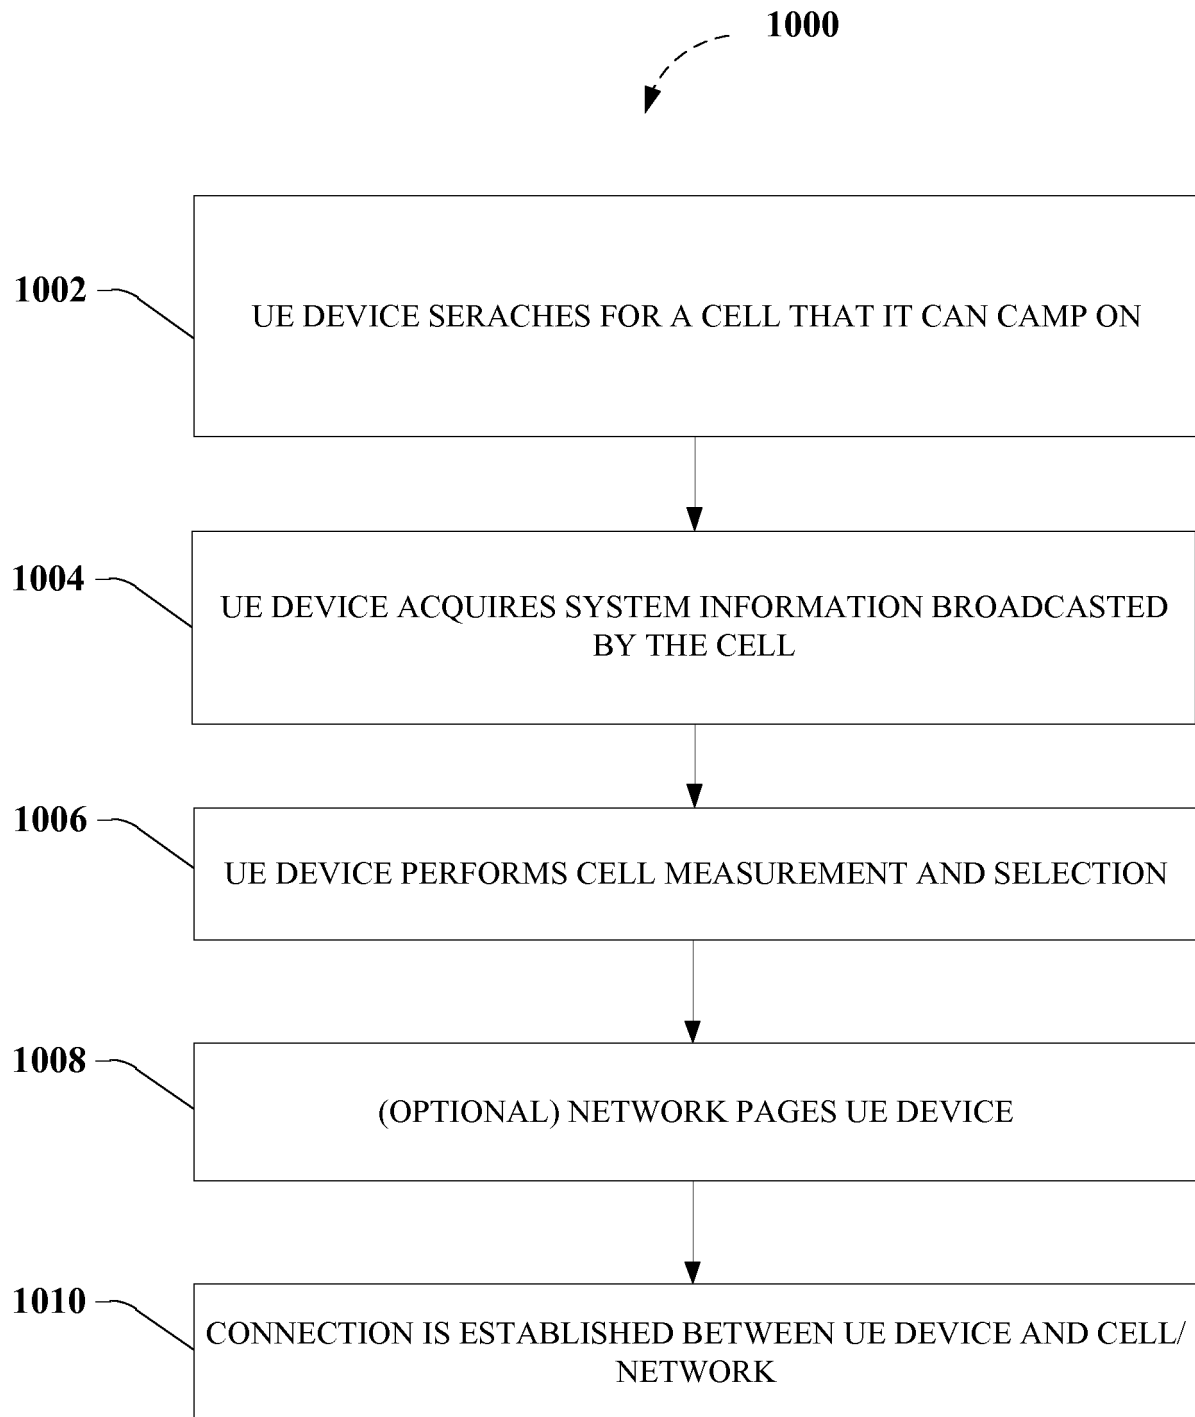 1000
1002
UE DEVICE SERACHES FOR A CELL THAT IT CAN CAMP ON
1004
UE DEVICE ACQUIRES SYSTEM INFORMATION BROADCASTED
BY THE CELL
1006
UE DEVICE PERFORMS CELL MEASUREMENT AND SELECTION
1008
(OPTIONAL) NETWORK PAGES UE DEVICE
1010
CONNECTION IS ESTABLISHED BETWEEN UE DEVICE AND CELL/
NETWORK